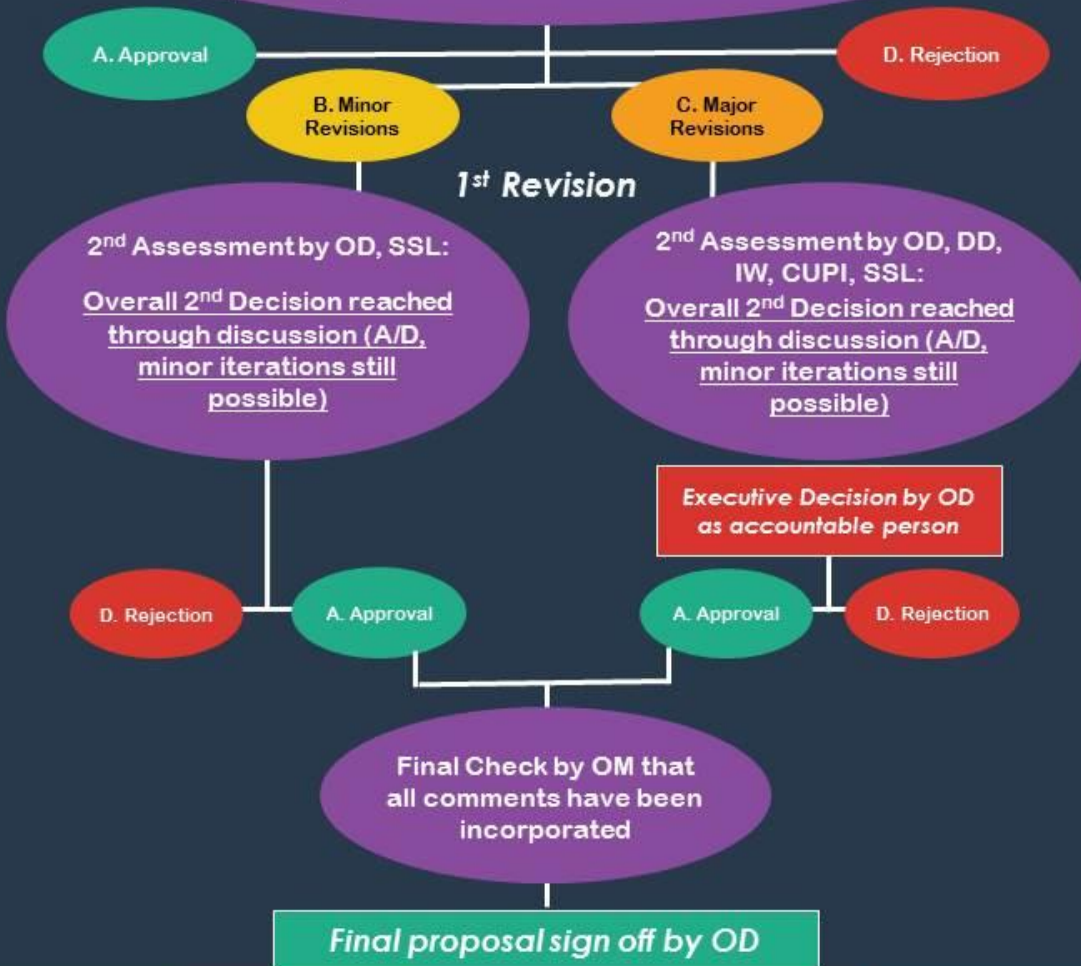 A. Approval
D. Rejection
B. Minor
Revisions
C. Major
Revisions
1st Revision
2nd Assessment by OD, SSL:
Overall 2nd Decision reached
through discussion (A/D,
minor iterations still
possible)
2nd Assessment by OD, DD,
IW, CUPI, SSL:
Overall 2nd Decision reached
through discussion (A/D,
minor iterations still
possible)
Executive Decision by OD
as accountable person
D. Rejection
A. Approval
A. Approval
D. Rejection
Final Check by OM that
all comments have been
incorporated
Final proposal sign off by OD